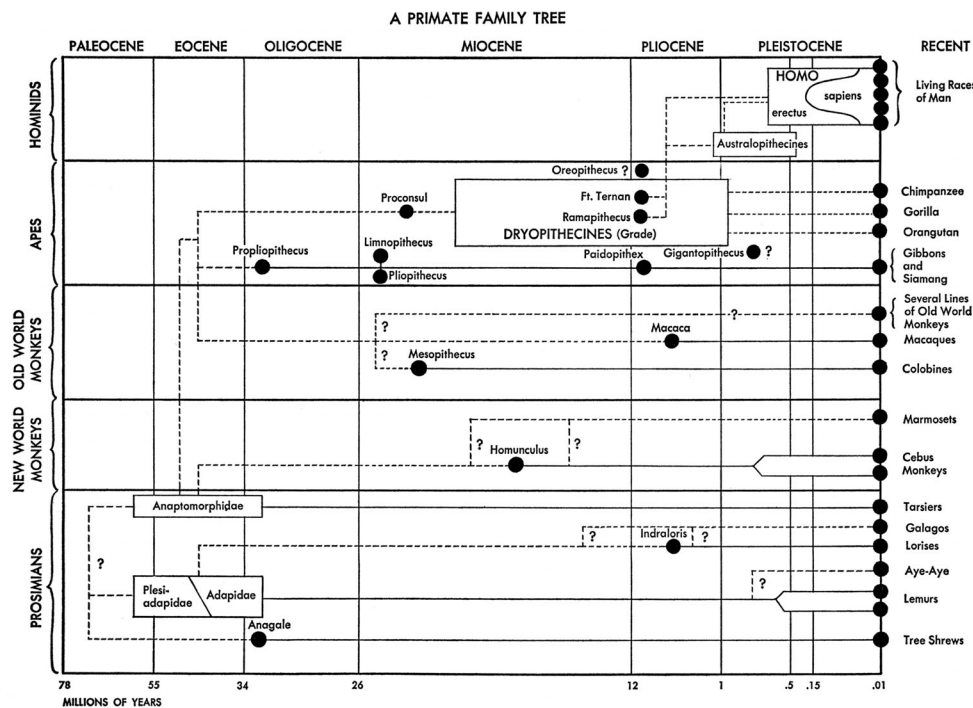 A PRIMATE FAMILY TREE
PALEOCENE EOCENE OLIGOCENE MIOCENE PLIOCENE PLEISTOCENE RECENT
HOMINIDS
HOMO
sapiens
erectus
Living Races
of Man
Australopithecines
APES
Oreopithecus ?
Proconsul
Ft. Ternan
Ramapithecus
DRYOPITHECINES (Grade)
Chimpanzee
Gorilla
Orangutan
Propliopithecus
Limnopithecus
Pliopithecus
Paidopithex
Gigantopithecus ?
Gibbons
and
Siamang
OLD WORLD
MONKEYS
?
?
?
Several Lines
of Old World
Monkeys
Macaca
Macaques
Mesopithecus
Colobines
NEW WORLD
MONKEYS
Marmosets
? ?
Homunculus
Cebus
Monkeys
PROSIMIANS
Anaptomorphidae
Tarsiers
Galagos
? Indraloris ?
Lorises
?
Aye-Aye
?
Plesi-
adapidae
Adapidae
Lemurs
Anagale
Tree Shrews
78 55 34 26 12 1 .5 .15 .01
MILLIONS OF YEARS